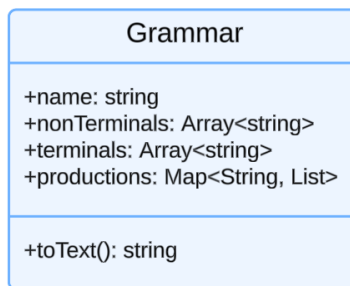 Grammar
+name: string
+nonTerminals: Array<string>
+terminals: Array<string>
+productions: Map<String, List>
+toText(): string